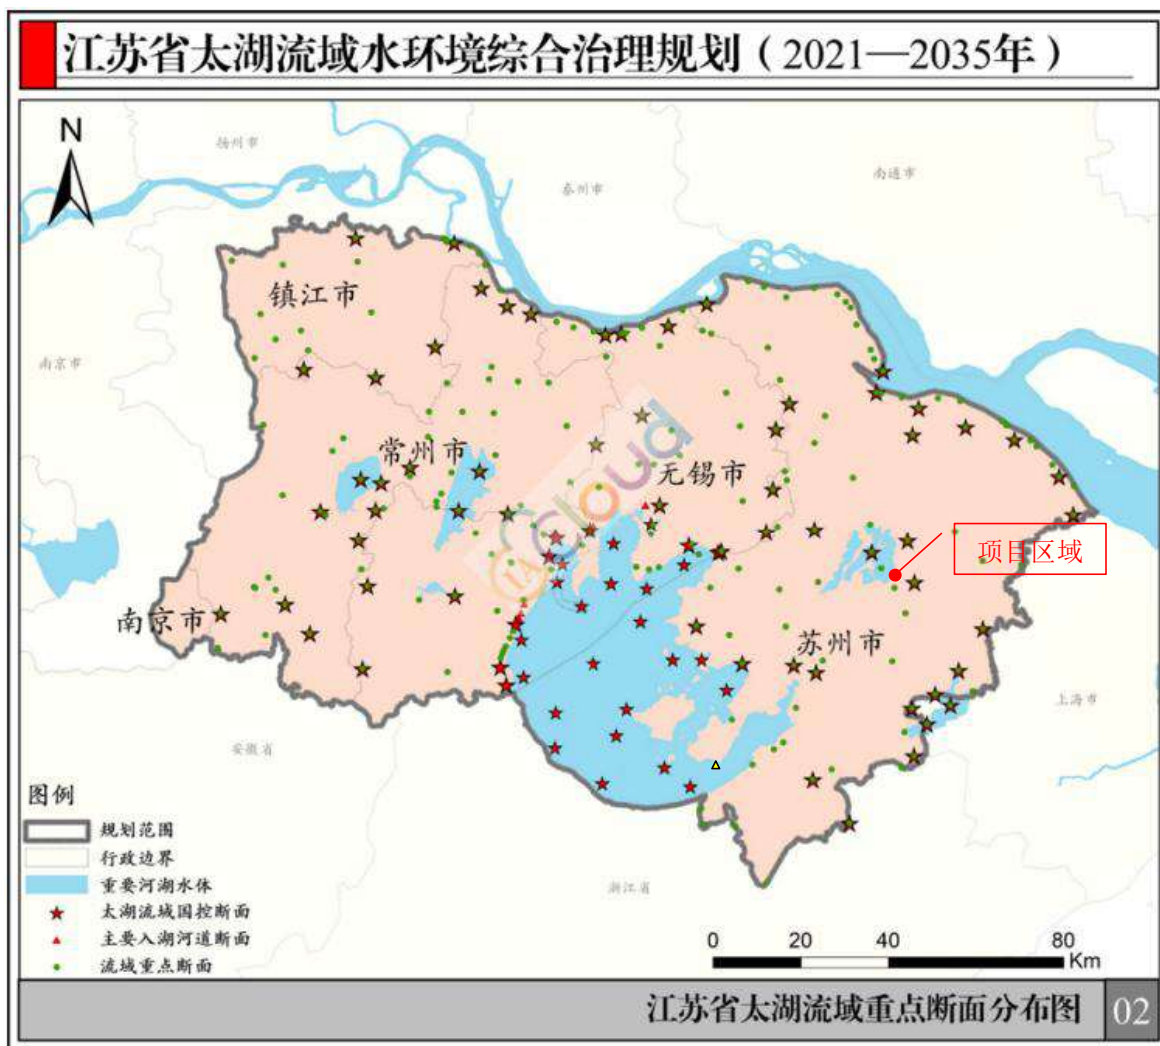 江苏省太湖流域水环境综合治理规划（2021—2035年）
N
扬州市
泰州市
南通市
镇江市
南京市
常州市
无锡市
cloud
项目区域
南京市
苏州市
上海市
安徽省
浙江省
图例
规划范围
行政边界
重要河湖水体
太湖流域国控断面
主要入湖河道断面
流域重点断面
0 20 40 80
Km
江苏省太湖流域重点断面分布图 02